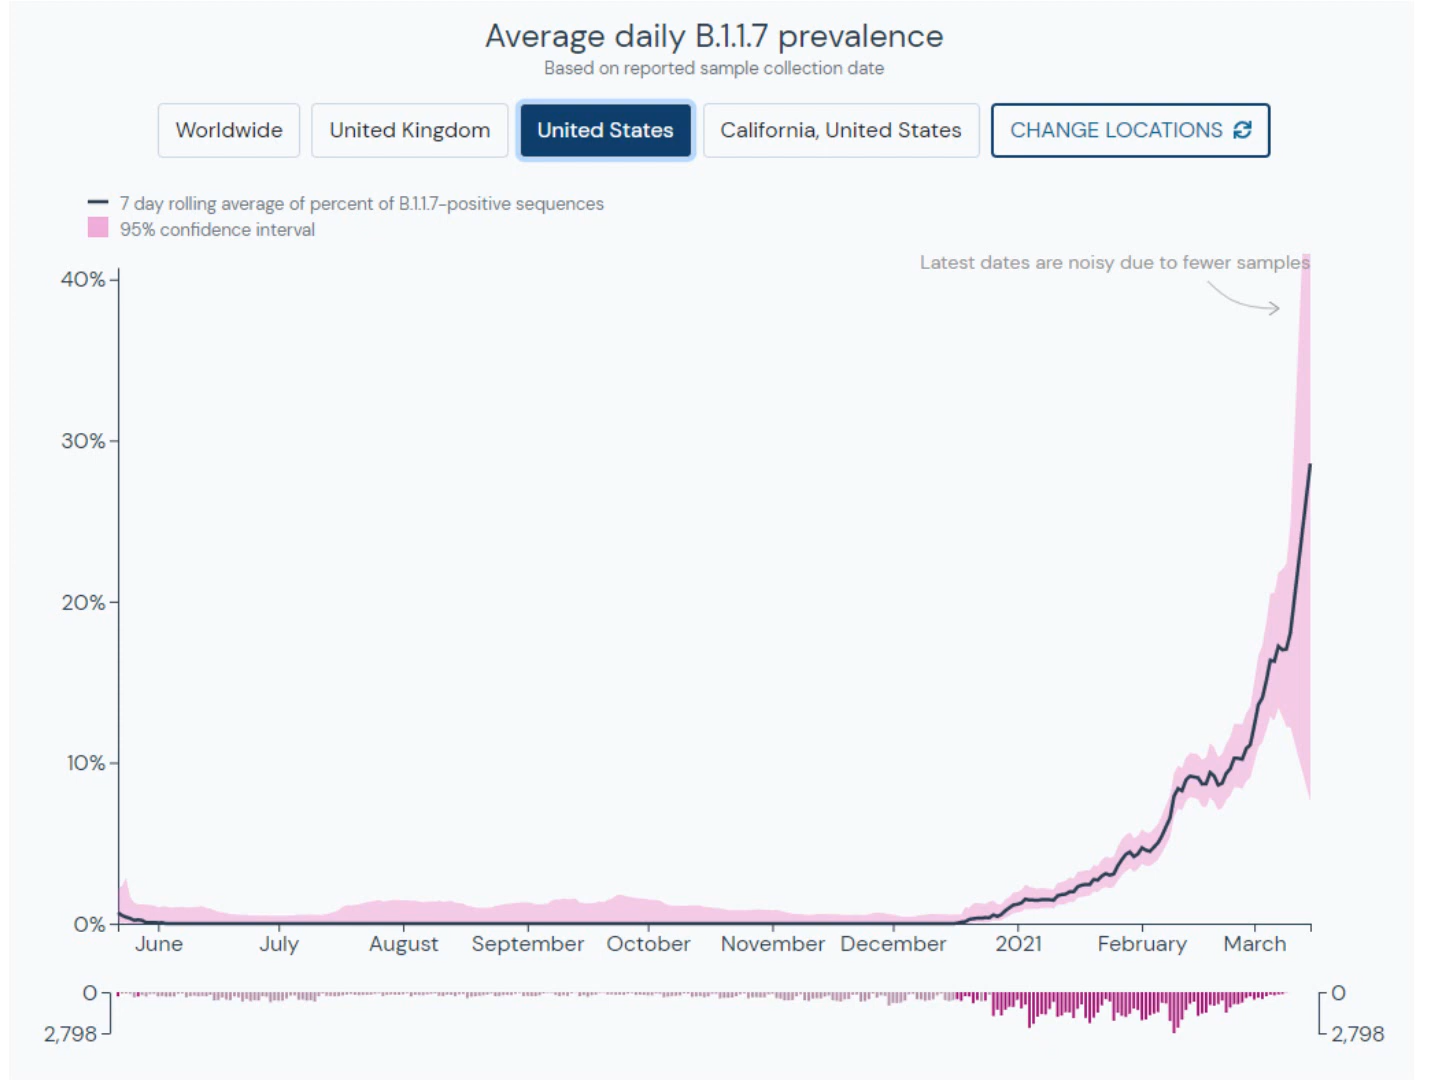 Average daily B.1.1.7 prevalence
Based on reported sample collection date
Worldwide
United Kingdom
United States
California, United States
CHANGE LOCATIONS
7 day rolling average of percent of B.1.1.7-positive sequences
95% confidence interval
Latest dates are noisy due to fewer samples
40%
30%
20%
10%
0%
June July August September October November December 2021 February March
0 0
2,798 2,798